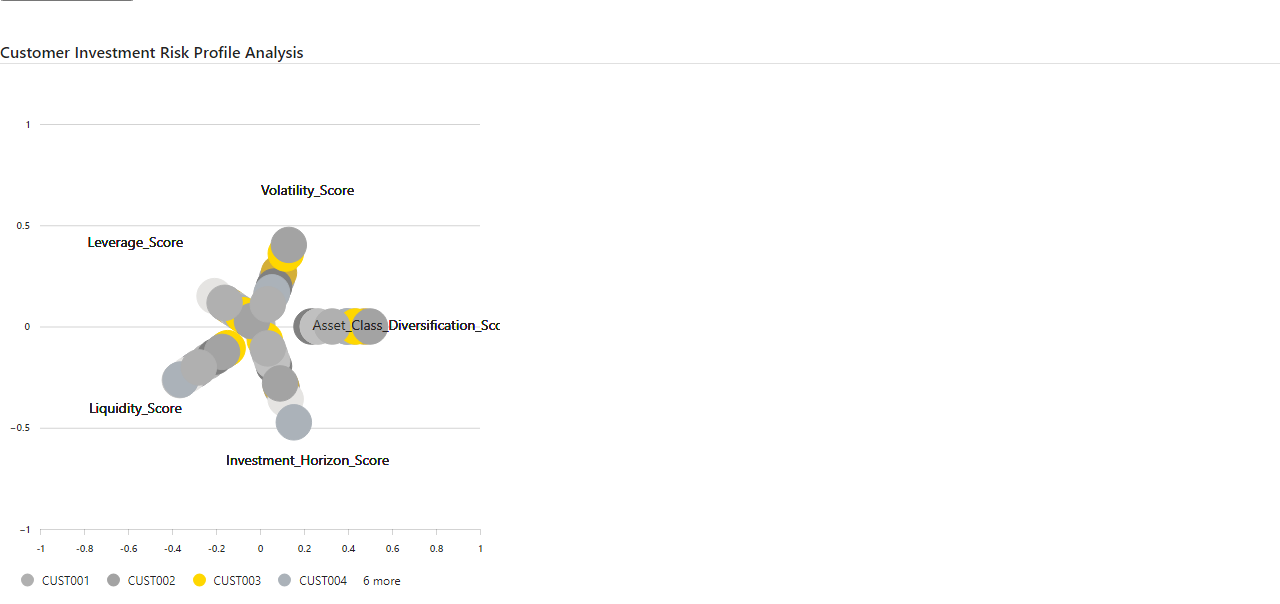 Customer Investment Risk Profile Analysis
1
Volatility_Score
0.5
Leverage_Score
0
Asset_Class_Diversification_Sco
Liquidity_Score
−0.5
Investment_Horizon_Score
−1
-1 -0.8 -0.6 -0.4 -0.2 0 0.2 0.4 0.6 0.8 1
CUST001 CUST002 CUST003 CUST004 6 more